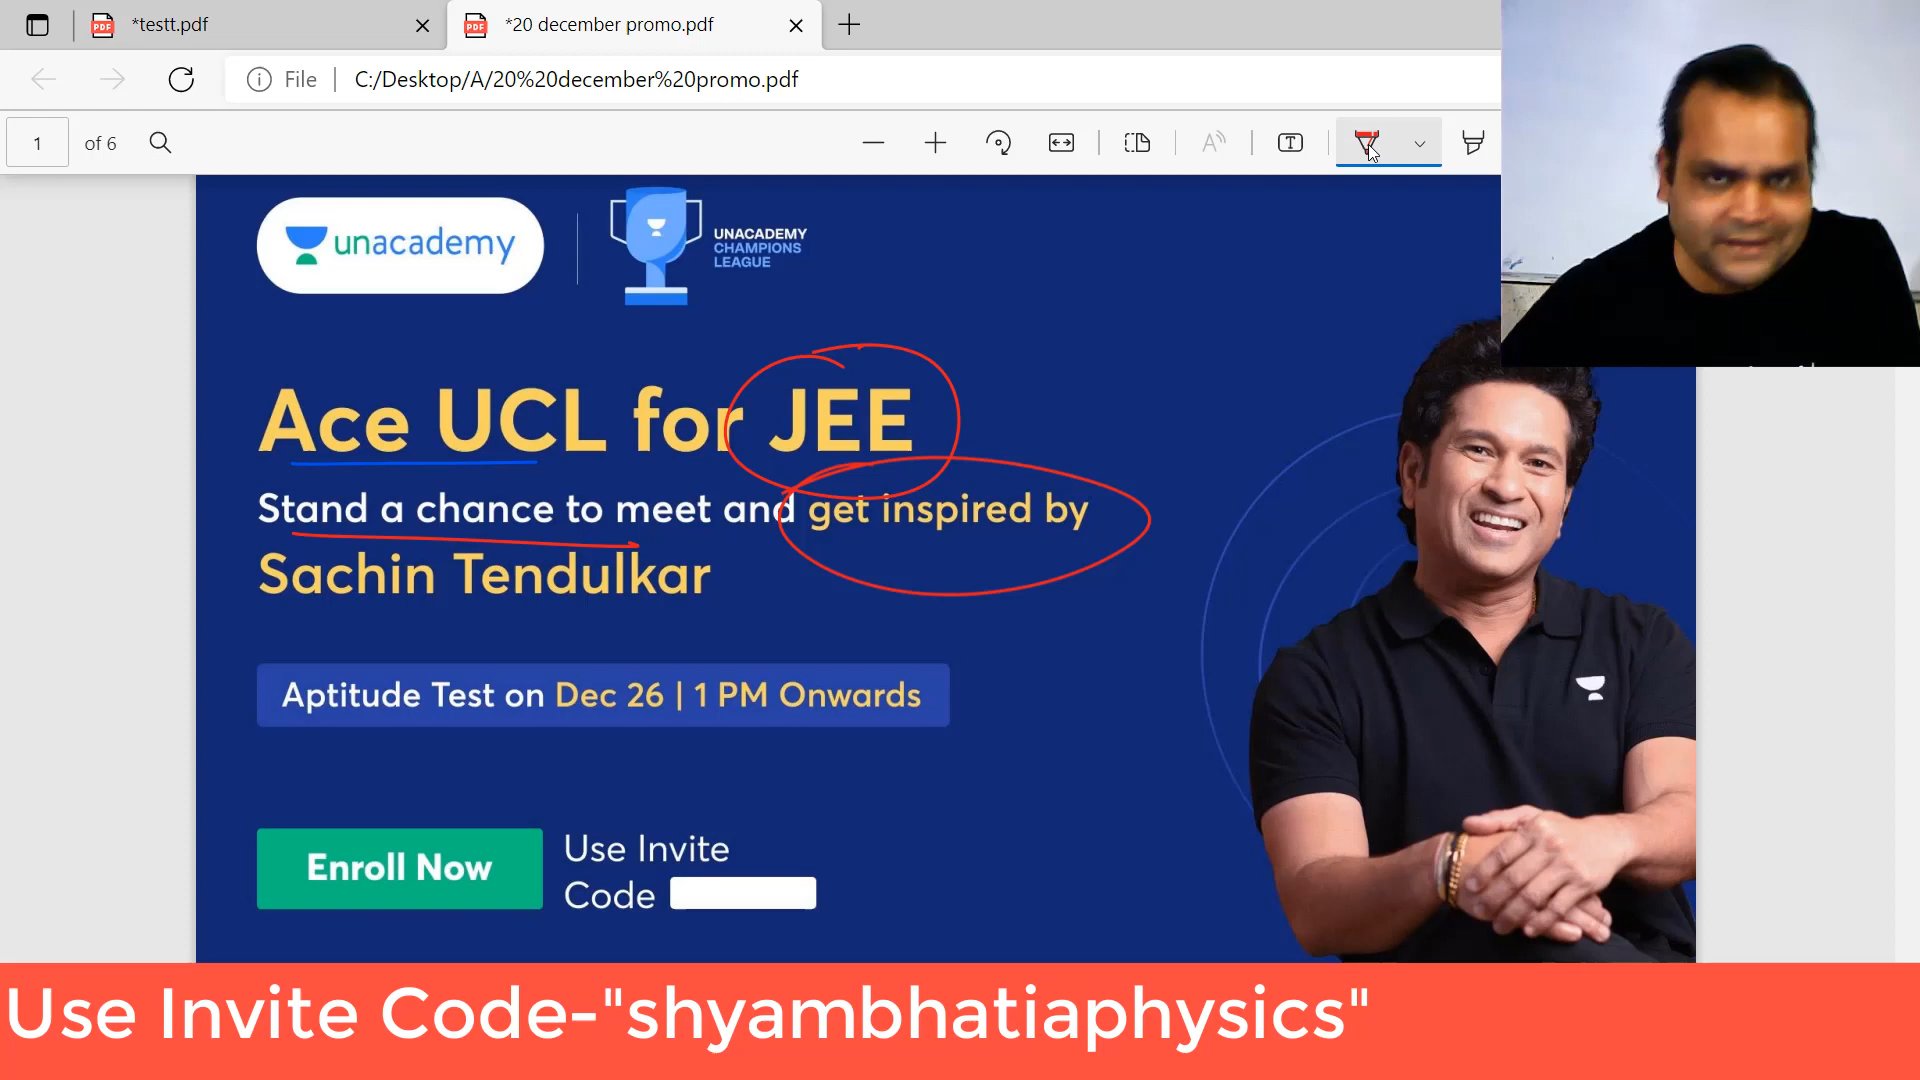 *testt.pdf
*20 december promo.pdf
File
C:/Desktop/A/20%20december%20promo.pdf
1 of 6
unacademy
UNACADEMY
CHAMPIONS
LEAGUE
Ace UCL for JEE
Stand a chance to meet and get inspired by
Sachin Tendulkar
Aptitude Test on Dec 26 | 1 PM Onwards
Enroll Now
Use Invite
Code
Use Invite Code-"shyambhatiaphysics"